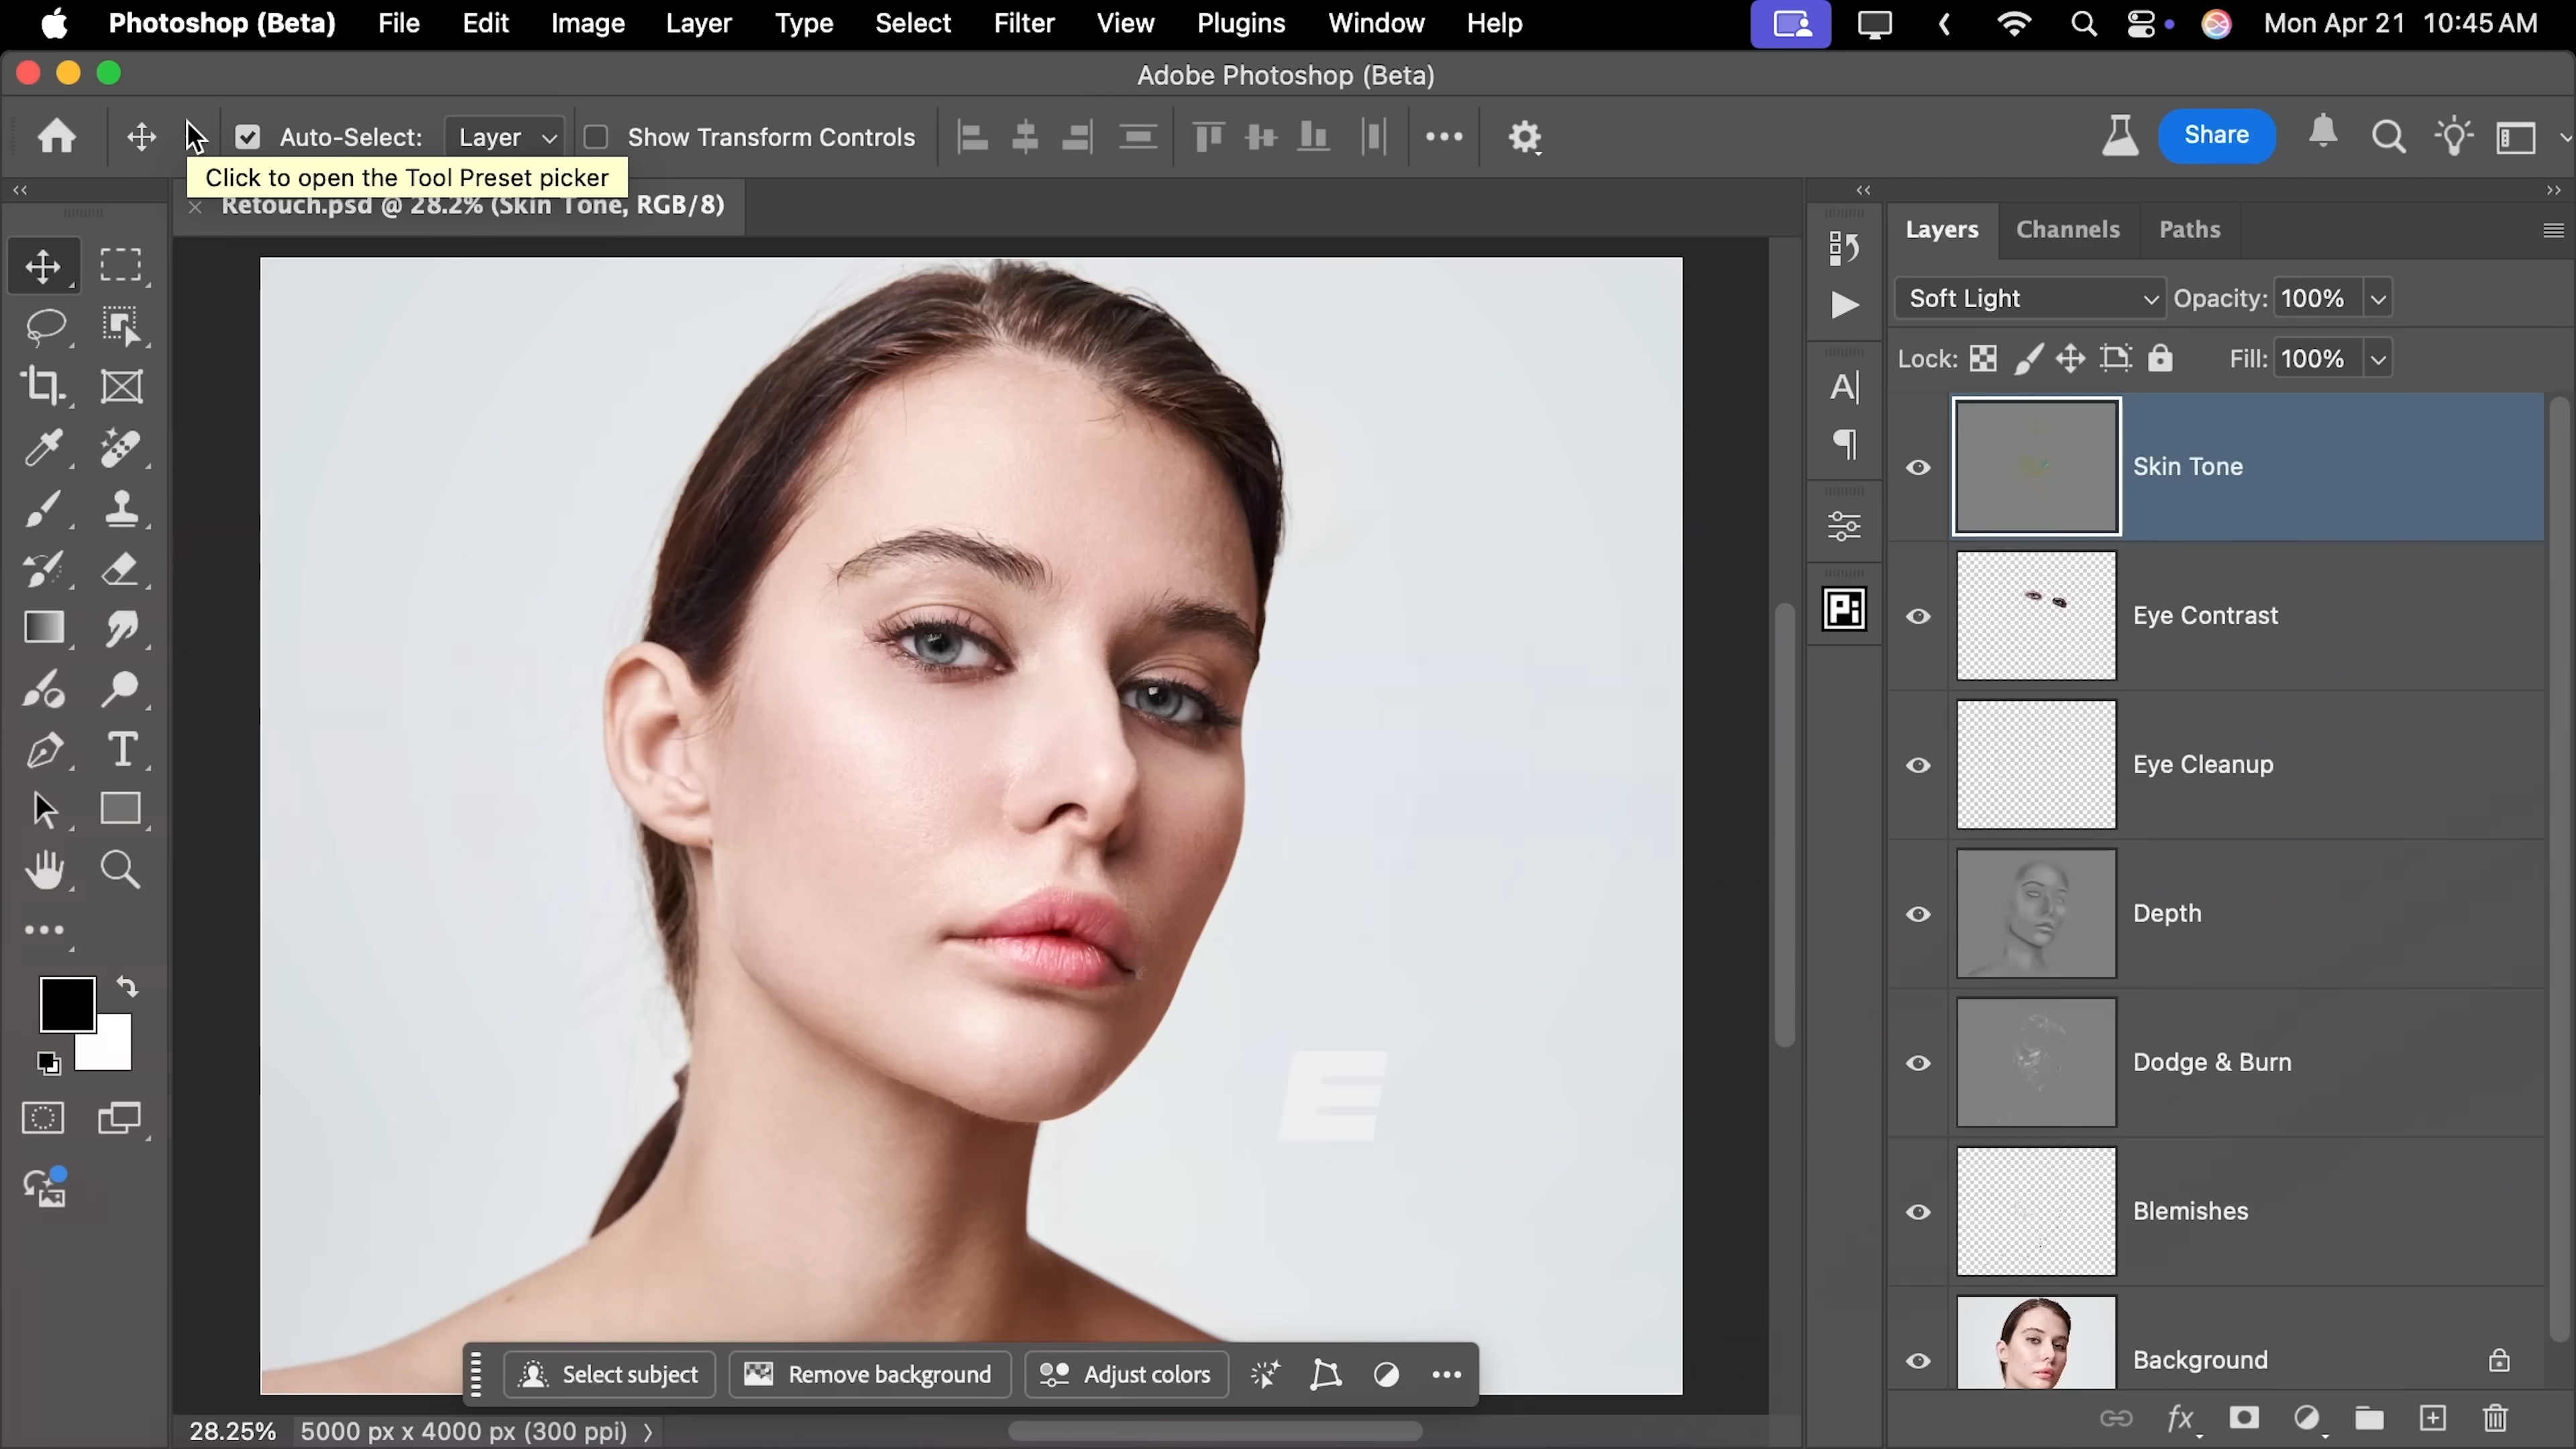 Photoshop (Beta) File Edit Image Layer Type Select Filter View Plugins Window Help Mon Apr 21 10:45 AM
Adobe Photoshop (Beta)
Auto-Select: Layer Show Transform Controls Share
Click to open the Tool Preset picker
Retouch.psd @ 28.2% (Skin Tone, RGB/8)
Layers Channels Paths
Soft Light Opacity: 100%
Lock: Fill: 100%
Skin Tone
Eye Contrast
Eye Cleanup
Depth
Dodge & Burn
Blemishes
Background
A
Pi
T
E
Select subject Remove background Adjust colors
28.25% 5000 px x 4000 px (300 ppi)
fx